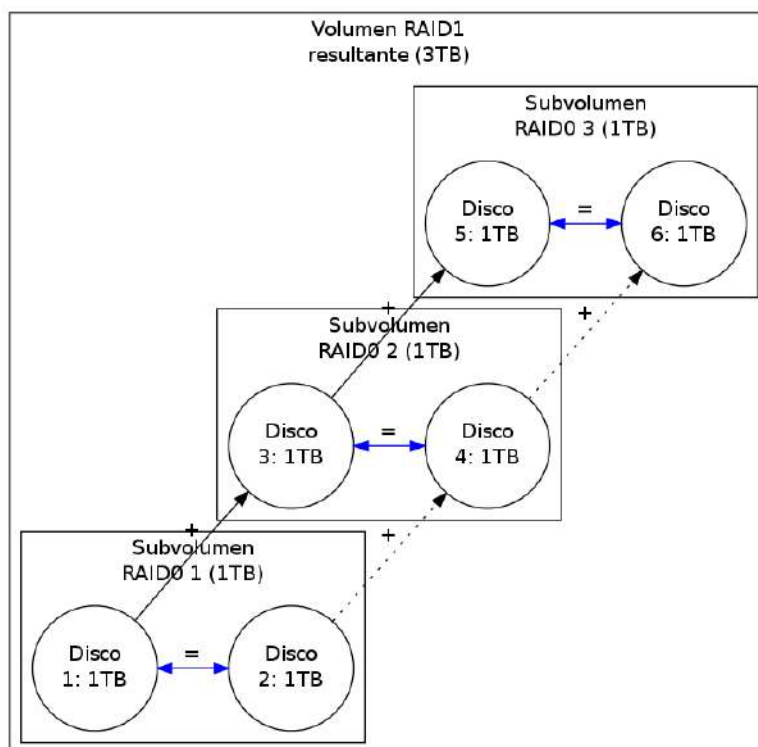 Volumen RAID1
resultante (3TB)
Subvolumen
RAID0 3 (1TB)
Disco
5: 1TB
=
Disco
6: 1TB
+
+
Subvolumen
RAID0 2 (1TB)
Disco
3: 1TB
=
Disco
4: 1TB
+
+
Subvolumen
RAID0 1 (1TB)
Disco
1: 1TB
=
Disco
2: 1TB